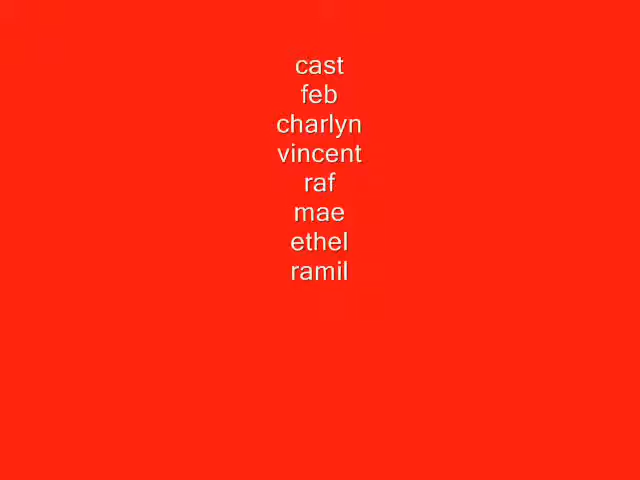 cast
feb
charlyn
vincent
raf
mae
ethel
ramil